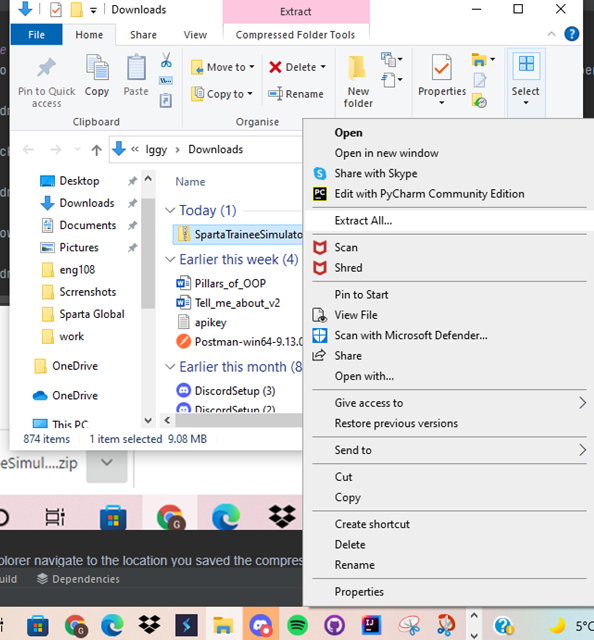 Downloads
Extract
File
Home
Share
View
Compressed Folder Tools
Pin to Quick access
Copy
Paste
Move to
Copy to
Delete
Rename
New folder
Properties
Select
Clipboard
Organise
Iggy > Downloads
Desktop
Downloads
Documents
Pictures
eng108
Scrrenshots
Sparta Global
work
OneDrive
OneDrive
This PC
Name
Today (1)
SpartaTraineeSimulato
Earlier this week (4)
Pillars_of_OOP
Tell_me_about_v2
apikey
Postman-win64-9.13.0
Earlier this month (8
DiscordSetup (3)
DiscordSetup (2)
874 items
1 item selected 9.08 MB
Open
Open in new window
Share with Skype
Edit with PyCharm Community Edition
Extract All...
Scan
Shred
Pin to Start
View File
Scan with Microsoft Defender...
Share
Open with...
Give access to
Restore previous versions
Send to
Cut
Copy
Create shortcut
Delete
Rename
Properties
eSimul....zip
xplorer navigate to the location you saved the compres
uild
Dependencies
5°C